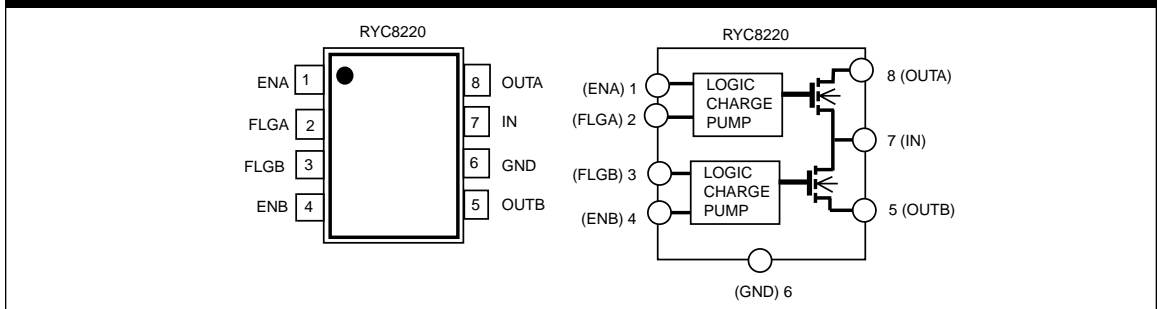 RYC8220
ENA 1
FLGA 2
FLGB 3
ENB 4
8 OUTA
7 IN
6 GND
5 OUTB
RYC8220
(ENA) 1
(FLGA) 2
LOGIC
CHARGE
PUMP
8 (OUTA)
7 (IN)
(FLGB) 3
(ENB) 4
LOGIC
CHARGE
PUMP
5 (OUTB)
(GND) 6